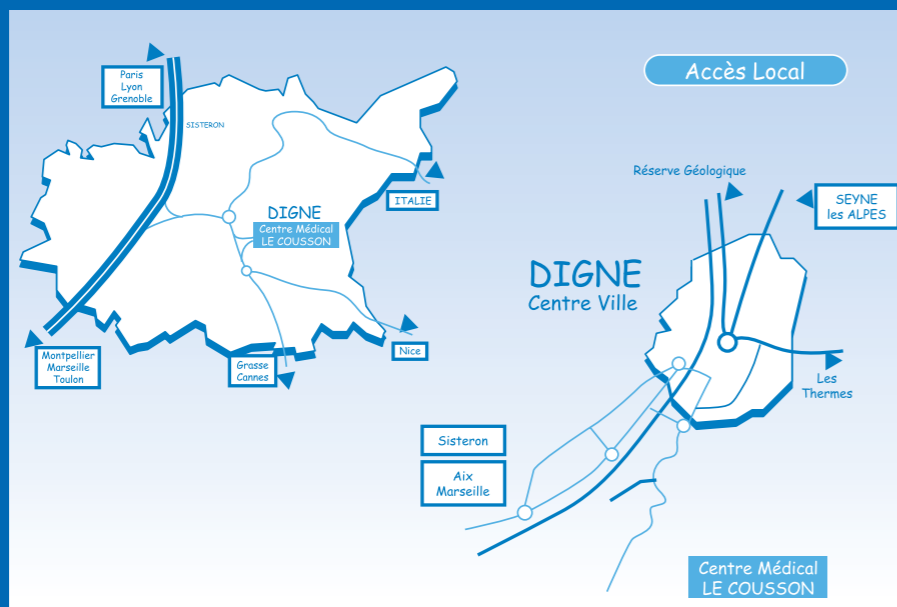 Paris
Lyon
Grenoble
SISTERON
ITALIE
DIGNE
Centre Médical
LE COUSSON
Montpellier
Marseille
Toulon
Grasse
Cannes
Nice
Accès Local
Réserve Géologique
SEYNE
les ALPES
DIGNE
Centre Ville
Les
Thermes
Sisteron
Aix
Marseille
Centre Médical
LE COUSSON